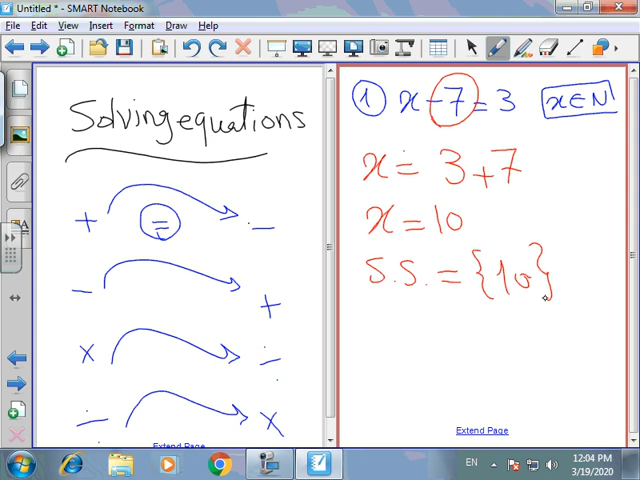 Untitled * - SMART Notebook
File Edit View Insert Format Draw Help
Solving equations
+ = −
− +
× ÷
÷ ×
Extend Page
1 x − 7 = 3 x ∈ N
x = 3 + 7
x = 10
S.S. = {10}
Extend Page
EN
12:04 PM
3/19/2020